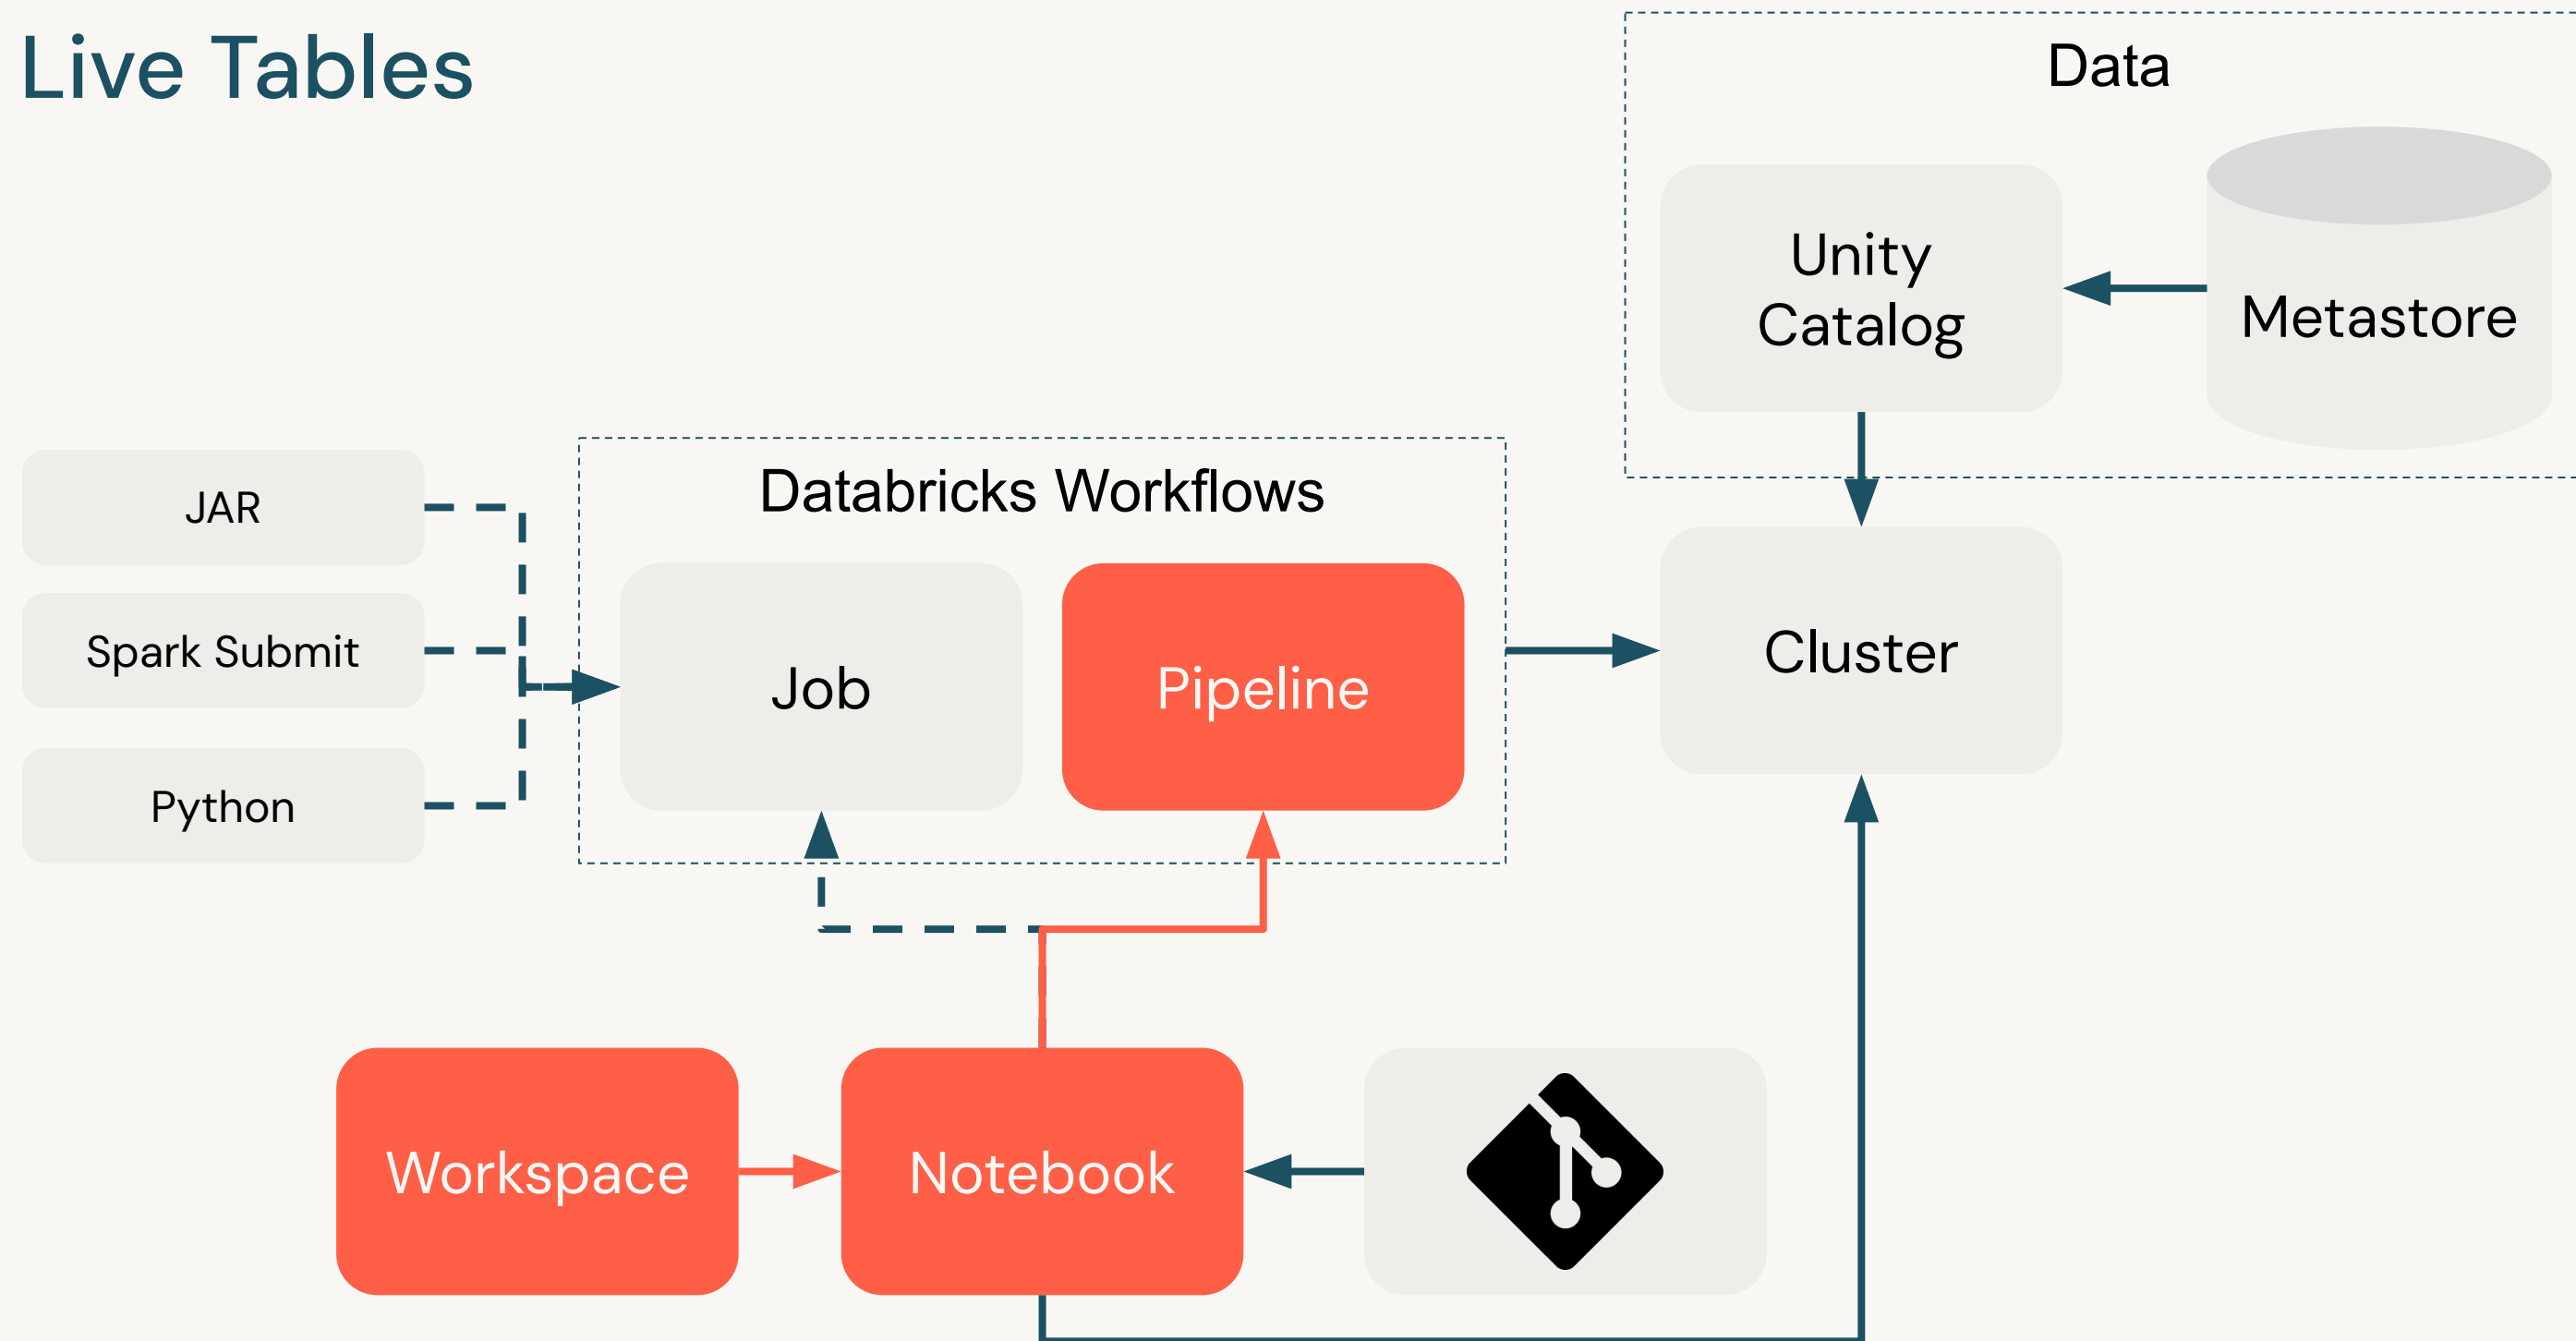 Live Tables
Data
Unity
Catalog
Metastore
Databricks Workflows
JAR
Spark Submit
Python
Job
Pipeline
Cluster
Workspace
Notebook